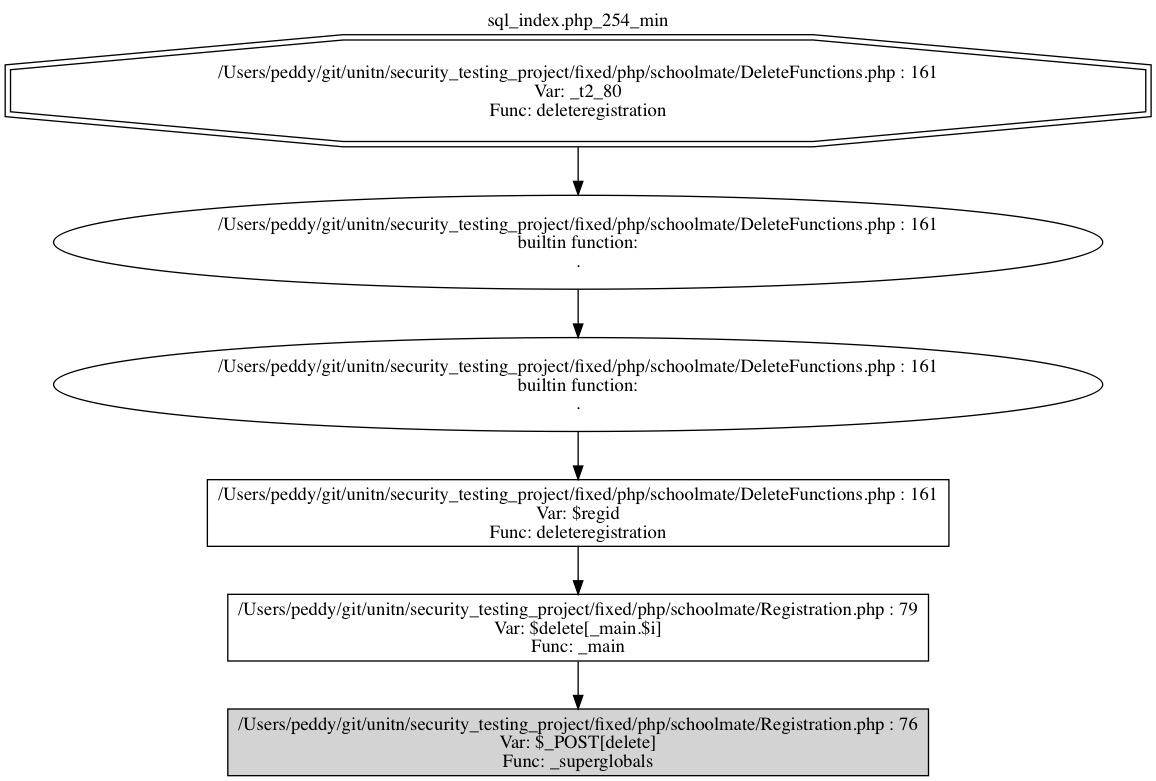 sql_index.php_254_min
/Users/peddy/git/unitn/security_testing_project/fixed/php/schoolmate/DeleteFunctions.php : 161
Var: _t2_80
Func: deleteregistration
/Users/peddy/git/unitn/security_testing_project/fixed/php/schoolmate/DeleteFunctions.php : 161
builtin function:
.
/Users/peddy/git/unitn/security_testing_project/fixed/php/schoolmate/DeleteFunctions.php : 161
builtin function:
.
/Users/peddy/git/unitn/security_testing_project/fixed/php/schoolmate/DeleteFunctions.php : 161
Var: $regid
Func: deleteregistration
/Users/peddy/git/unitn/security_testing_project/fixed/php/schoolmate/Registration.php : 79
Var: $delete[_main.$i]
Func: _main
/Users/peddy/git/unitn/security_testing_project/fixed/php/schoolmate/Registration.php : 76
Var: $_POST[delete]
Func: _superglobals